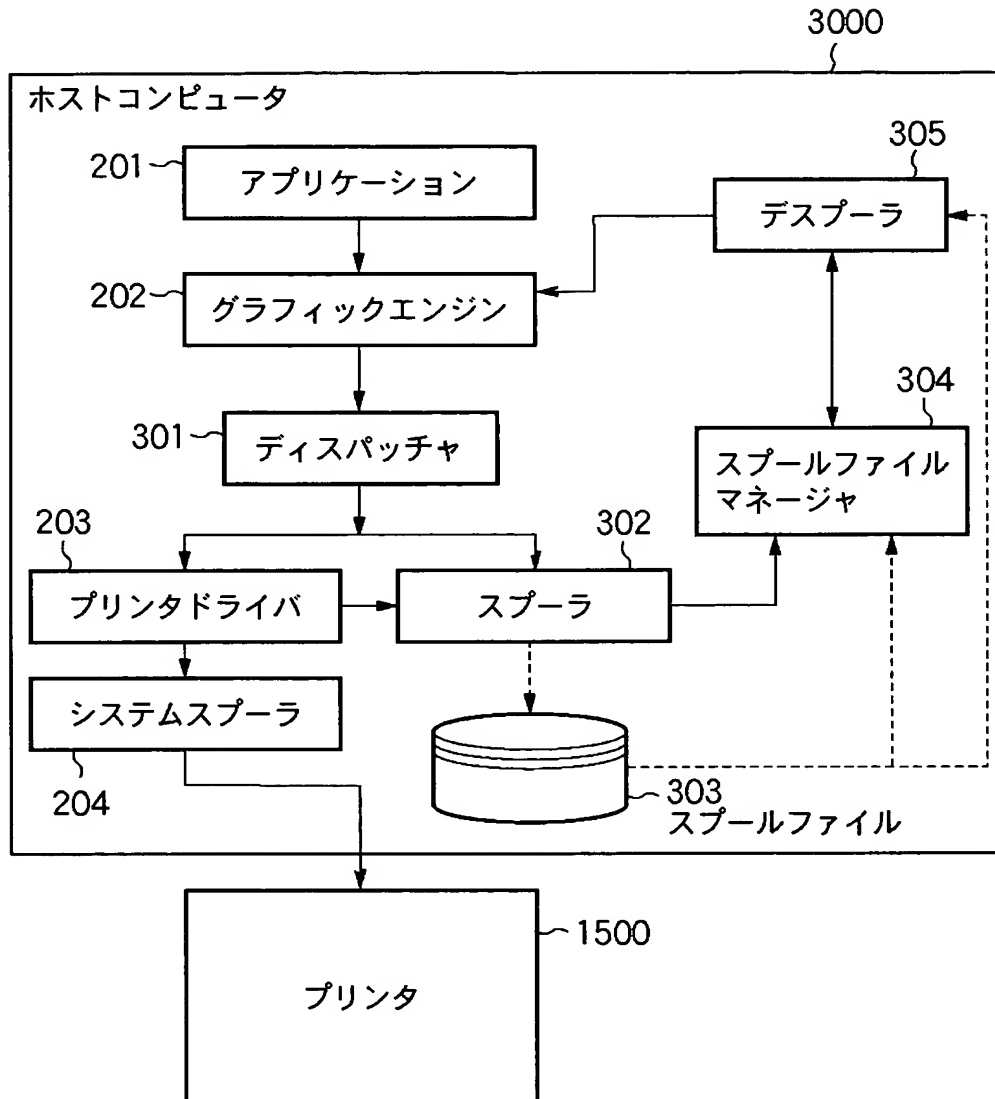 3000
ホストコンピュータ
201
アプリケーション
305
デスプーラ
202
グラフィックエンジン
301
ディスパッチャ
304
スプールファイル
マネージャ
203
プリンタドライバ
302
スプーラ
システムスプーラ
204
303
スプールファイル
1500
プリンタ